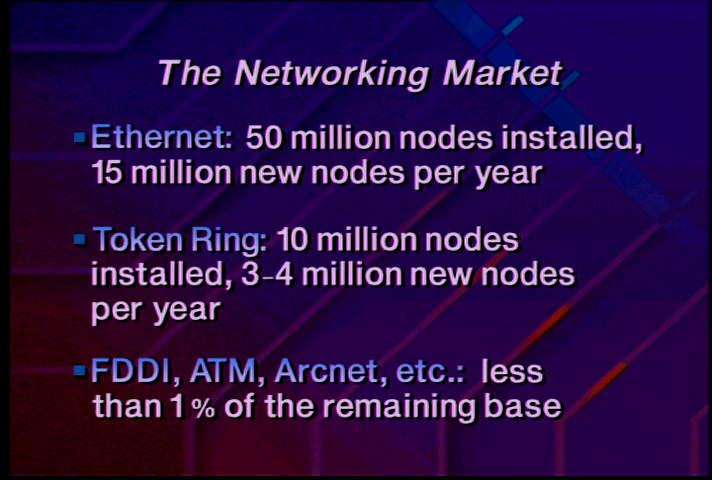 The Networking Market
Ethernet: 50 million nodes installed,
15 million new nodes per year
Token Ring: 10 million nodes
installed, 3-4 million new nodes
per year
FDDI, ATM, Arcnet, etc.: less
than 1% of the remaining base